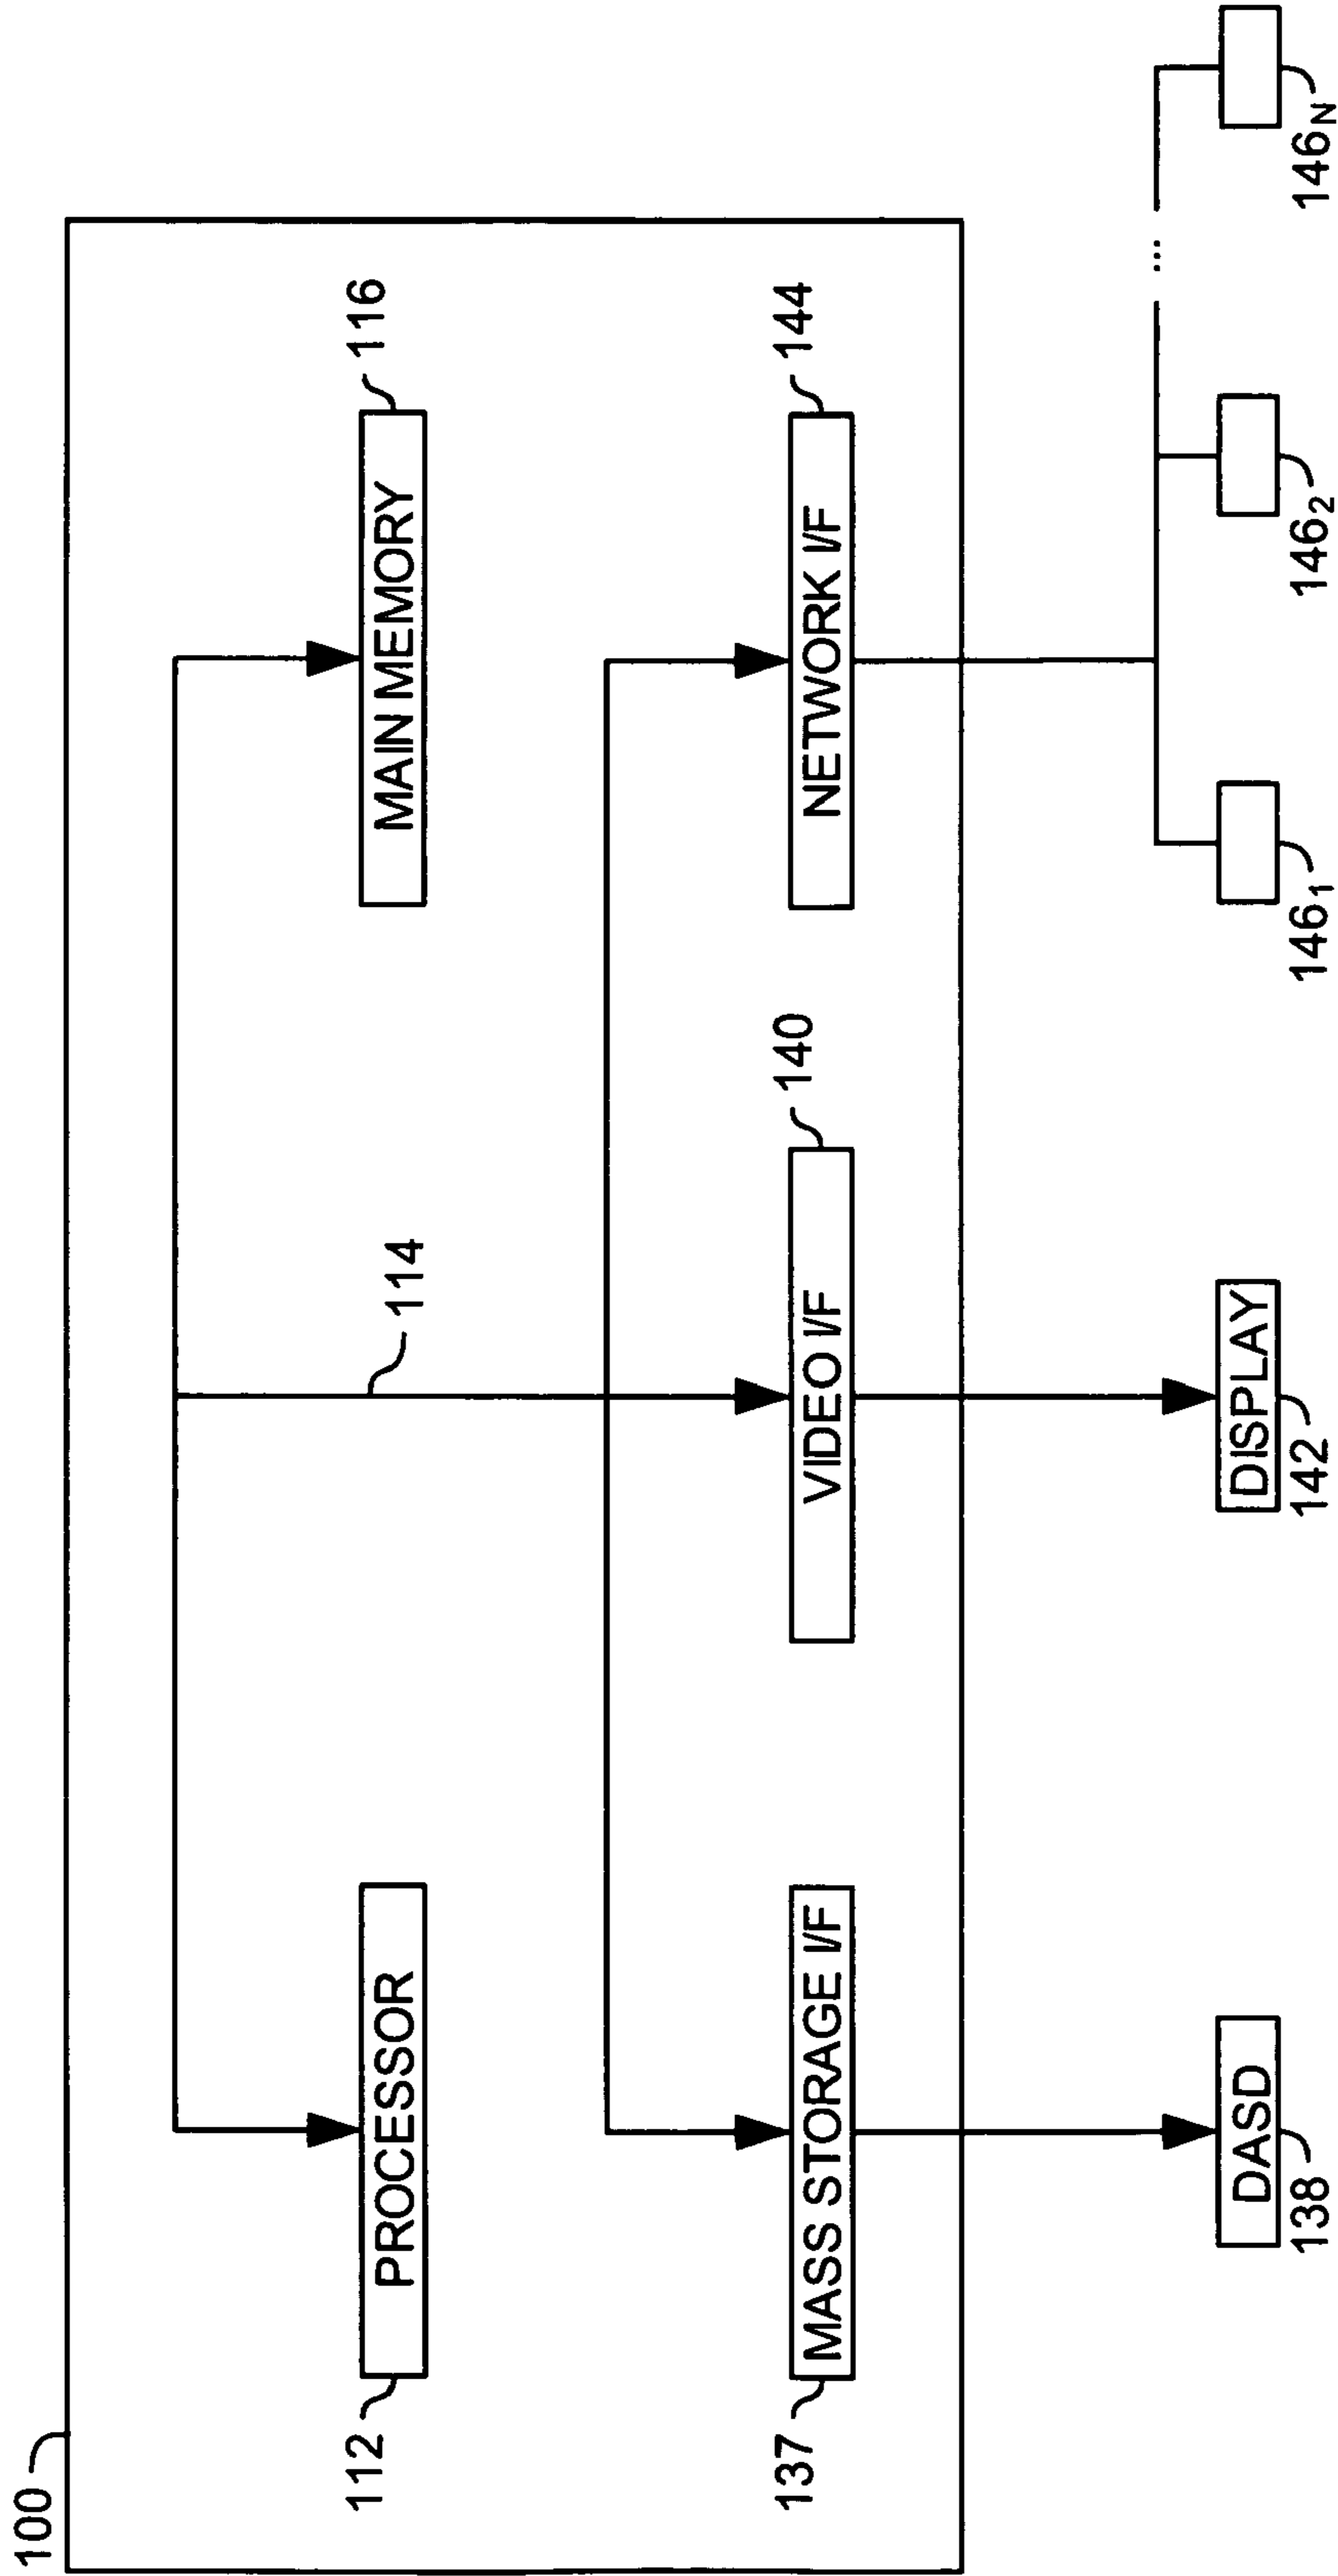 100
112
PROCESSOR
114
MAIN MEMORY
116
137
MASS STORAGE I/F
VIDEO I/F
140
NETWORK I/F
144
DASD
138
DISPLAY
142
...
146₁
146₂
146N